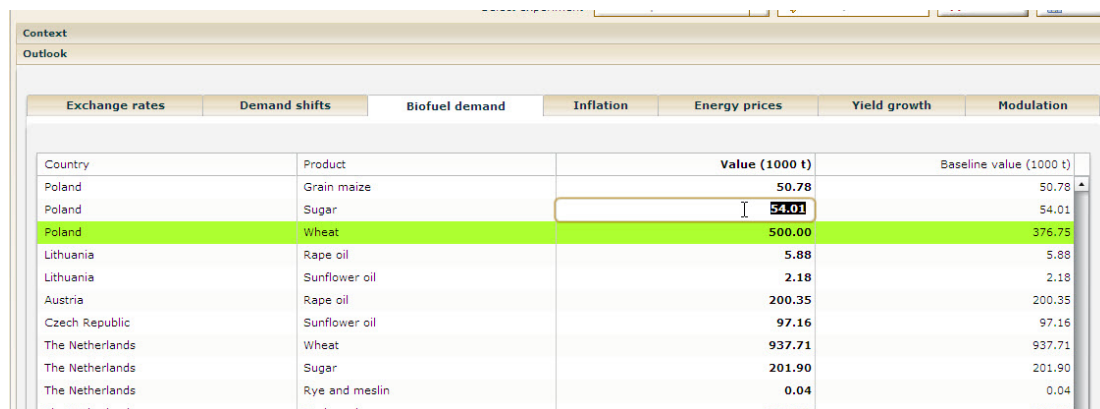 Select experiment
Context
Outlook
Exchange rates Demand shifts Biofuel demand Inflation Energy prices Yield growth Modulation
Country Product Value (1000 t) Baseline value (1000 t)
Poland Grain maize 50.78 50.78
Poland Sugar 54.01 54.01
Poland Wheat 500.00 376.75
Lithuania Rape oil 5.88 5.88
Lithuania Sunflower oil 2.18 2.18
Austria Rape oil 200.35 200.35
Czech Republic Sunflower oil 97.16 97.16
The Netherlands Wheat 937.71 937.71
The Netherlands Sugar 201.90 201.90
The Netherlands Rye and meslin 0.04 0.04